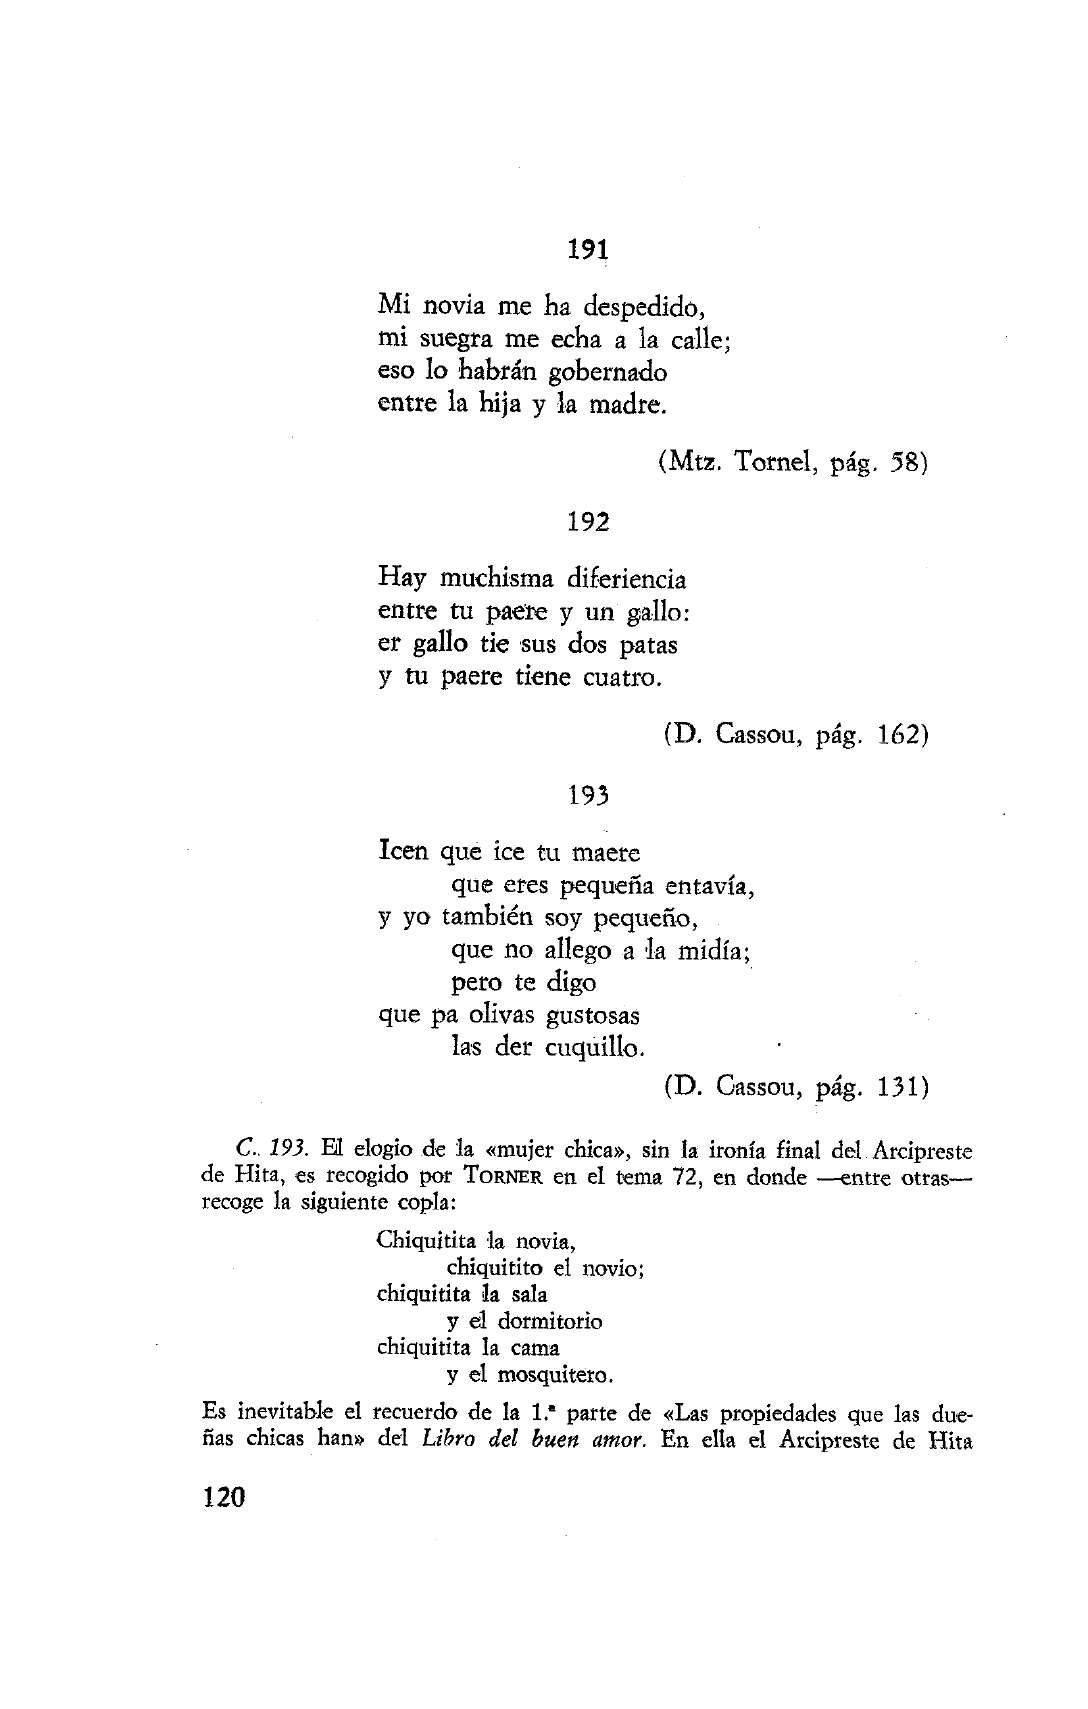 191
Mi novia me ha despedido,
mi suegra me echa a la calle;
eso lo habrán gobernado
entre la hija y la madre.
(Mtz. Tornel, pág. 58)
192
Hay muchisma diferiencia
entre tu paere y un gallo:
er gallo tie sus dos patas
y tu paere tiene cuatro.
(D. Cassou, pág. 162)
193
Icen que ice tu maere
que eres pequeña entavía,
y yo también soy pequeño,
que no allego a la midía;
pero te digo
que pa olivas gustosas
las der cuquillo.
(D. Cassou, pág. 131)
C. 193. El elogio de la «mujer chica», sin la ironía final del Arcipreste
de Hita, es recogido por TORNER en el tema 72, en donde —entre otras—
recoge la siguiente copla:
Chiquitita la novia,
chiquitito el novio;
chiquitita la sala
y el dormitorio
chiquitita la cama
y el mosquitero.
Es inevitable el recuerdo de la 1.ª parte de «Las propiedades que las due-
ñas chicas han» del Libro del buen amor. En ella el Arcipreste de Hita
120